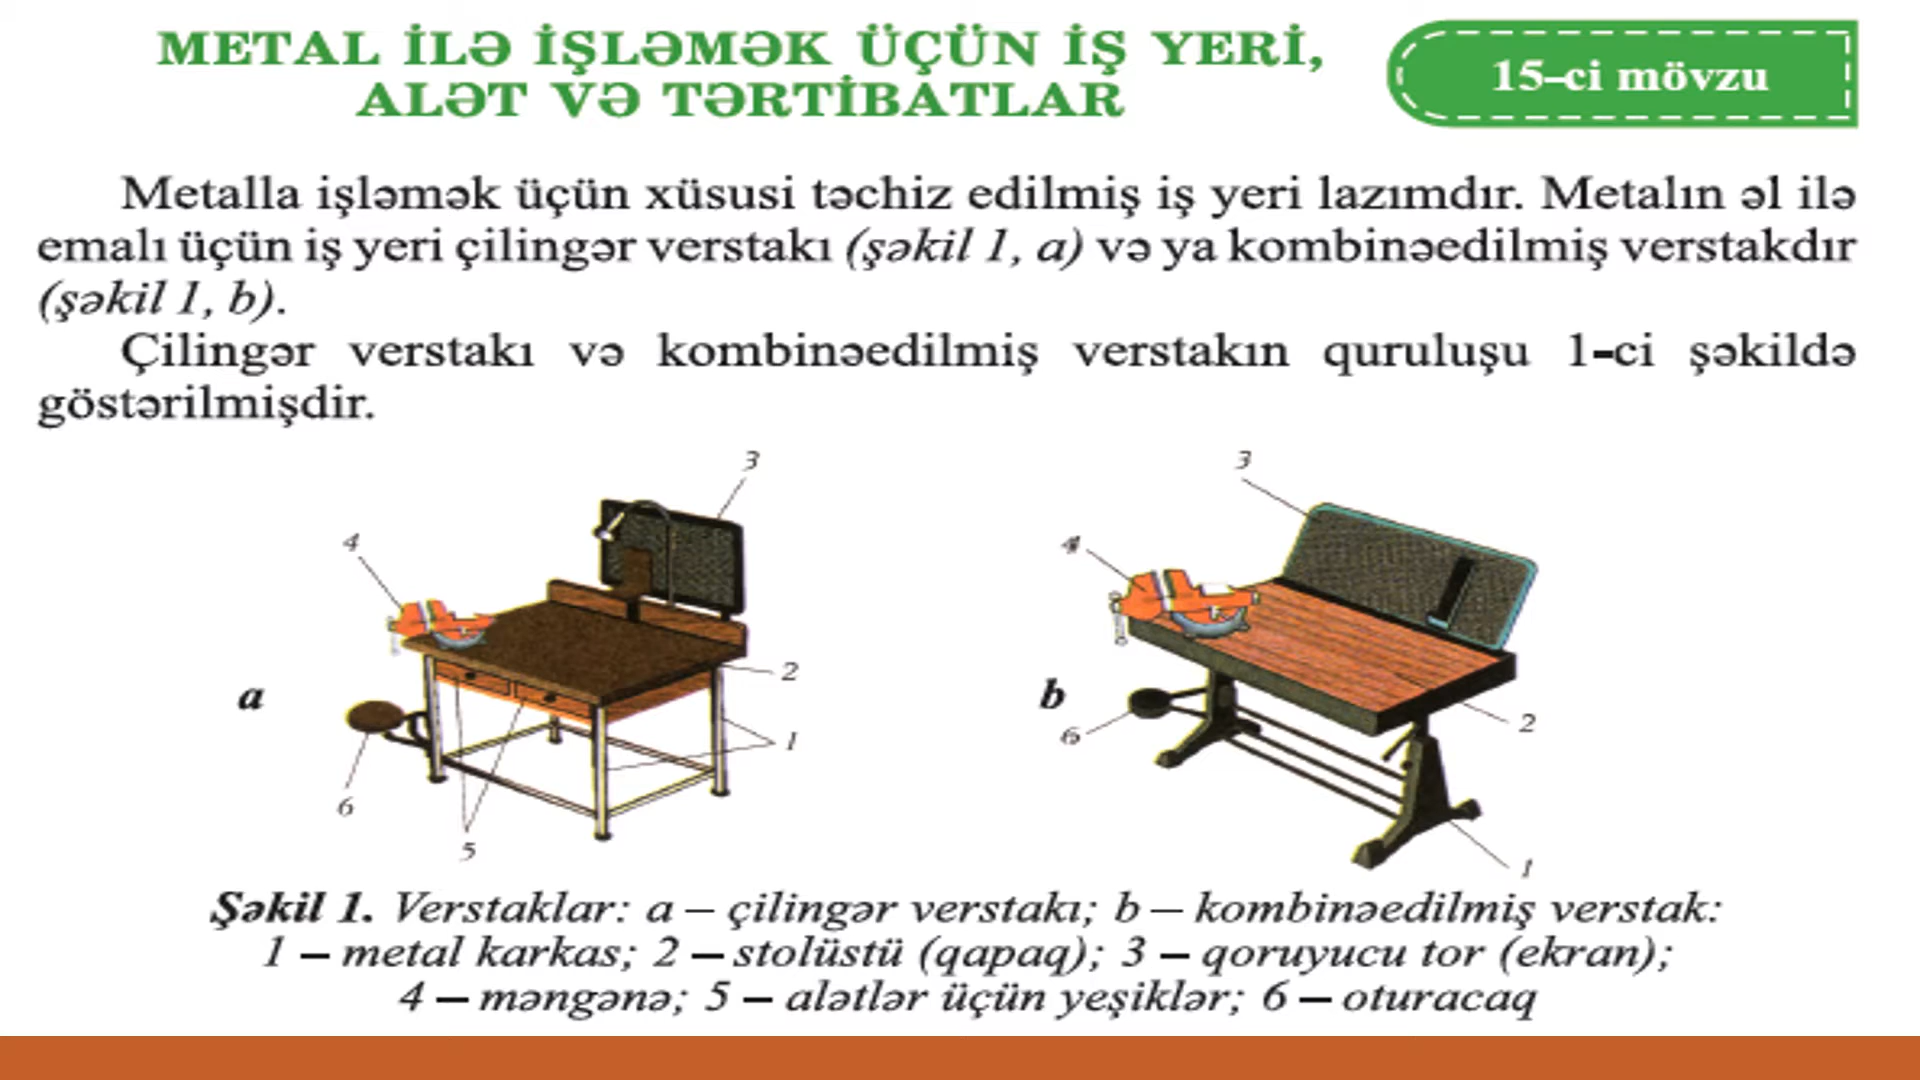 METAL İLƏ İŞLƏMƏK ÜÇÜN İŞ YERİ,
ALƏT VƏ TƏRTİBATLAR
15–ci mövzu
Metalla işləmək üçün xüsusi təchiz edilmiş iş yeri lazımdır. Metalın əl ilə
emalı üçün iş yeri çilingər verstakı (şəkil 1, a) və ya kombinəedilmiş verstakdır
(şəkil 1, b).
Çilingər verstakı və kombinəedilmiş verstakın quruluşu 1–ci şəkildə
göstərilmişdir.
3
4
a
2
1
6
5
3
4
b
6
2
1
Şəkil 1. Verstaklar: a – çilingər verstakı; b – kombinəedilmiş verstak:
1 – metal karkas; 2 – stolüstü (qapaq); 3 – qoruyucu tor (ekran);
4 – məngənə; 5 – alətlər üçün yeşiklər; 6 – oturacaq